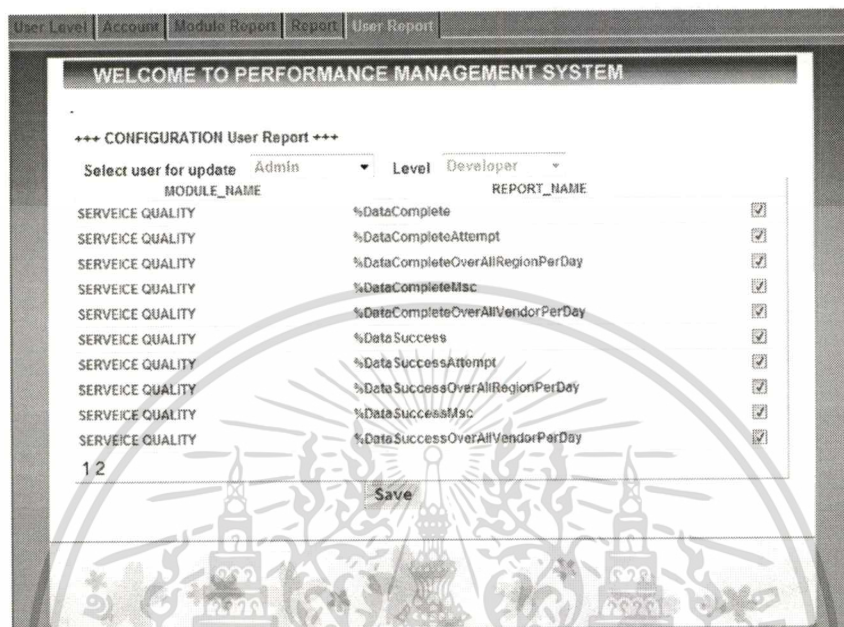 User Level Account Module Report Report User Report
WELCOME TO PERFORMANCE MANAGEMENT SYSTEM
.
+++ CONFIGURATION User Report +++
Select user for update Admin Level Developer
MODULE_NAME REPORT_NAME
SERVEICE QUALITY %DataComplete
SERVEICE QUALITY %DataCompleteAttempt
SERVEICE QUALITY %DataCompleteOverAllRegionPerDay
SERVEICE QUALITY %DataCompleteMsc
SERVEICE QUALITY %DataCompleteOverAllVendorPerDay
SERVEICE QUALITY %DataSuccess
SERVEICE QUALITY %DataSuccessAttempt
SERVEICE QUALITY %DataSuccessOverAllRegionPerDay
SERVEICE QUALITY %DataSuccessMsc
SERVEICE QUALITY %DataSuccessOverAllVendorPerDay
1 2
Save